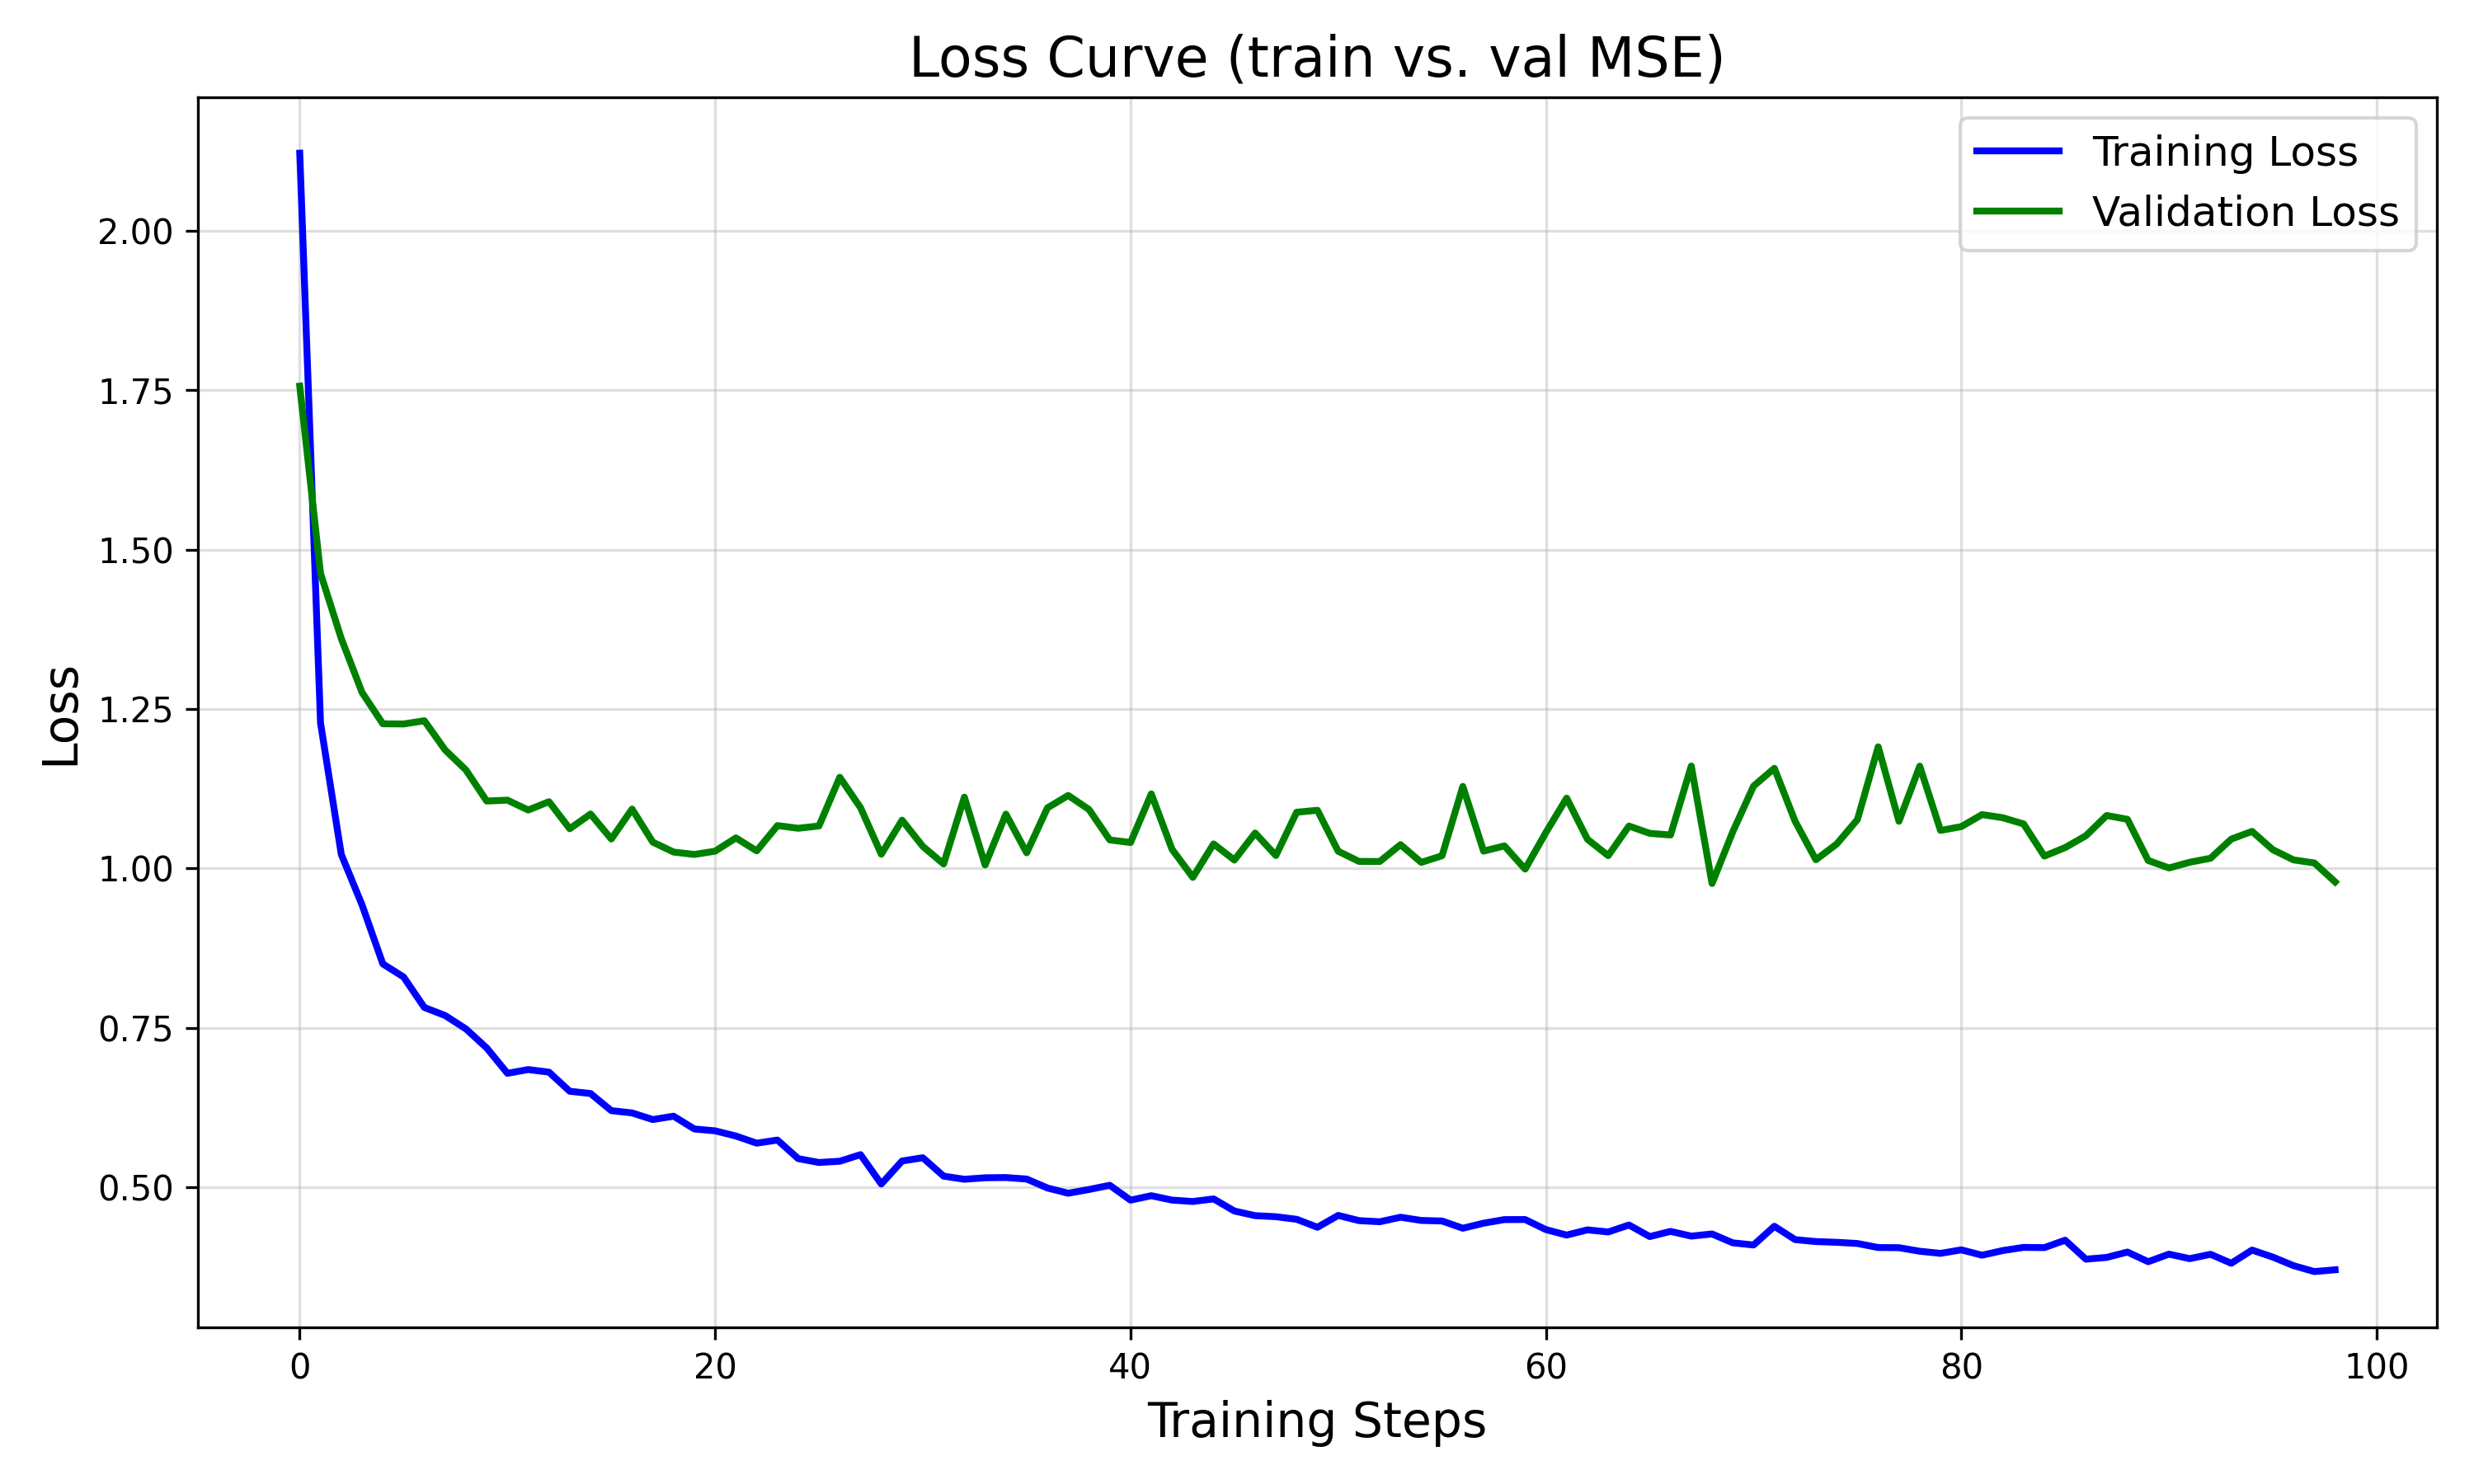 Loss Curve (train vs. val MSE)
Training Loss
Validation Loss
2.00
1.75
1.50
1.25
1.00
0.75
0.50
Loss
0 20 40 60 80 100
Training Steps